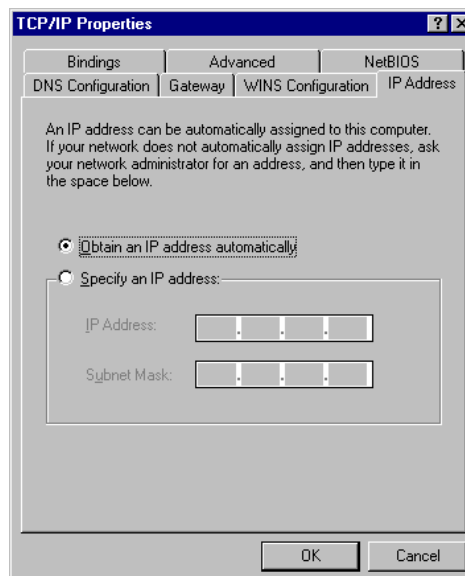 TCP/IP Properties
Bindings Advanced NetBIOS
DNS Configuration Gateway WINS Configuration IP Address
An IP address can be automatically assigned to this computer.
If your network does not automatically assign IP addresses, ask
your network administrator for an address, and then type it in
the space below.
Obtain an IP address automatically
Specify an IP address:
IP Address:
. . .
Subnet Mask:
. . .
OK Cancel